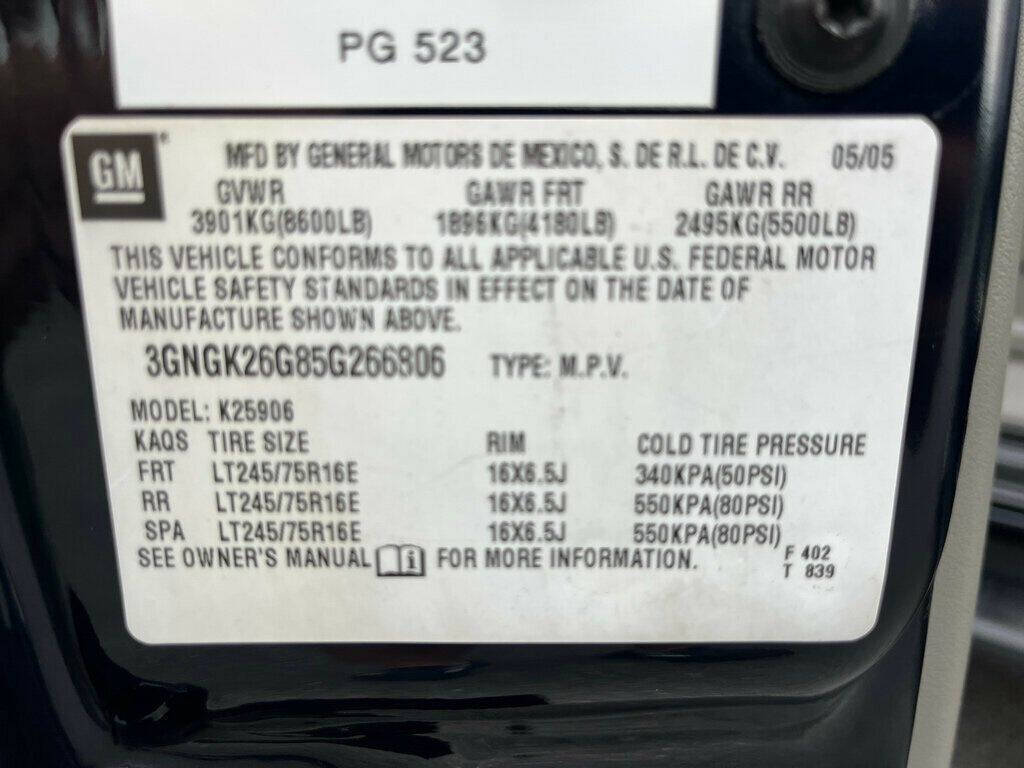 PG 523
GM
MFD BY GENERAL MOTORS DE MEXICO, S. DE R.L. DE C.V. 05/05
GVWR GAWR FRT GAWR RR
3901KG(8600LB) 1896KG(4180LB) 2495KG(5500LB)
THIS VEHICLE CONFORMS TO ALL APPLICABLE U.S. FEDERAL MOTOR
VEHICLE SAFETY STANDARDS IN EFFECT ON THE DATE OF
MANUFACTURE SHOWN ABOVE.
3GNGK26G85G266806 TYPE: M.P.V.
MODEL: K25906
KAQS TIRE SIZE RIM COLD TIRE PRESSURE
FRT LT245/75R16E 16X6.5J 340KPA(50PSI)
RR LT245/75R16E 16X6.5J 550KPA(80PSI)
SPA LT245/75R16E 16X6.5J 550KPA(80PSI)
SEE OWNER'S MANUAL FOR MORE INFORMATION.
F 402
T 839